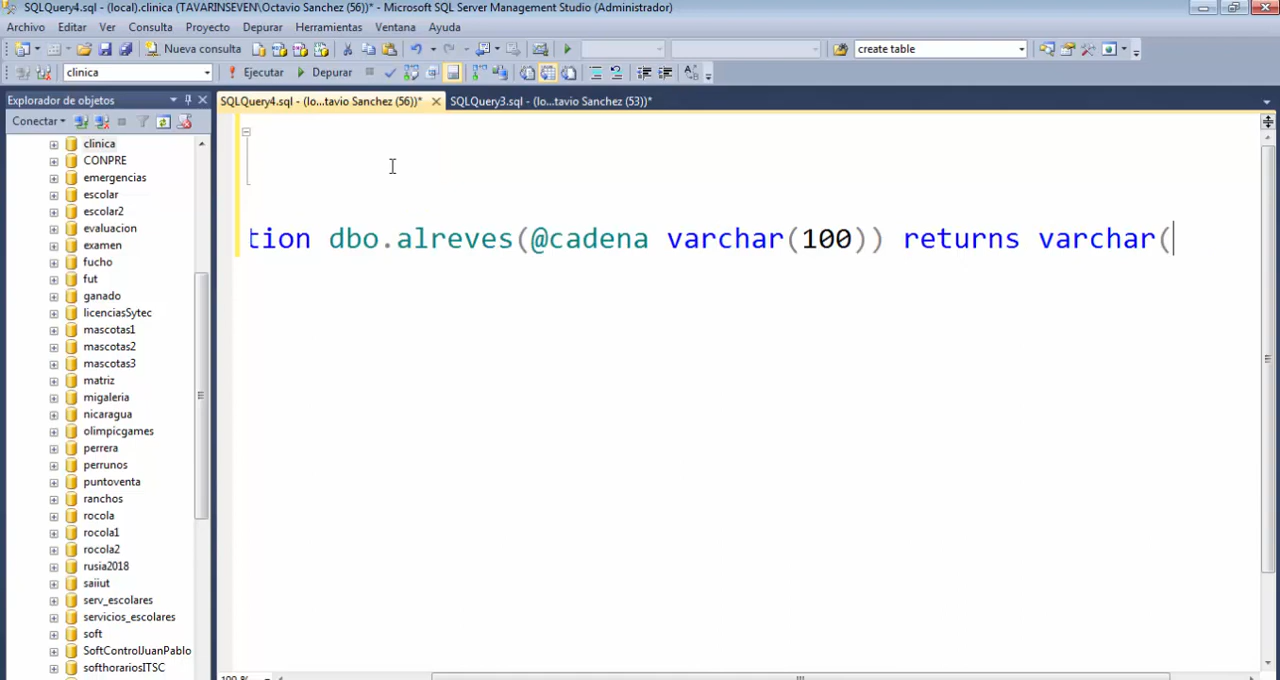 SQLQuery4.sql - (local).clinica (TAVARINSEVEN\Octavio Sanchez (56))* - Microsoft SQL Server Management Studio (Administrador)
Archivo Editar Ver Consulta Proyecto Depurar Herramientas Ventana Ayuda
Nueva consulta create table
clinica Ejecutar Depurar
Explorador de objetos
SQLQuery4.sql - (lo...tavio Sanchez (56))* SQLQuery3.sql - (lo...tavio Sanchez (53))*
Conectar
clinica
CONPRE
emergencias
escolar
escolar2
evaluacion
examen
fucho
fut
ganado
licenciasSytec
mascotas1
mascotas2
mascotas3
matriz
migaleria
nicaragua
olimpicgames
perrera
perrunos
puntoventa
ranchos
rocola
rocola1
rocola2
rusia2018
saiiut
serv_escolares
servicios_escolares
soft
SoftControlJuanPablo
softhorariosITSC
tion dbo.alreves(@cadena varchar(100)) returns varchar(
100 %